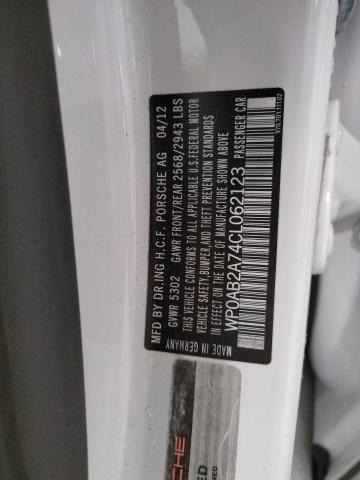 MFD BY DR.ING H.C.F. PORSCHE AG 04/12
GVWR 5302 GAWR FRONT/REAR 2568/2943 LBS
THIS VEHICLE CONFORMS TO ALL APPLICABLE U.S.FEDERAL MOTOR
VEHICLE SAFETY,BUMPER,AND THEFT PREVENTION STANDARDS
IN EFFECT ON THE DATE OF MANUFACTURE SHOWN ABOVE
WP0AB2A74CL062123 PASSENGER CAR
MADE IN GERMANY